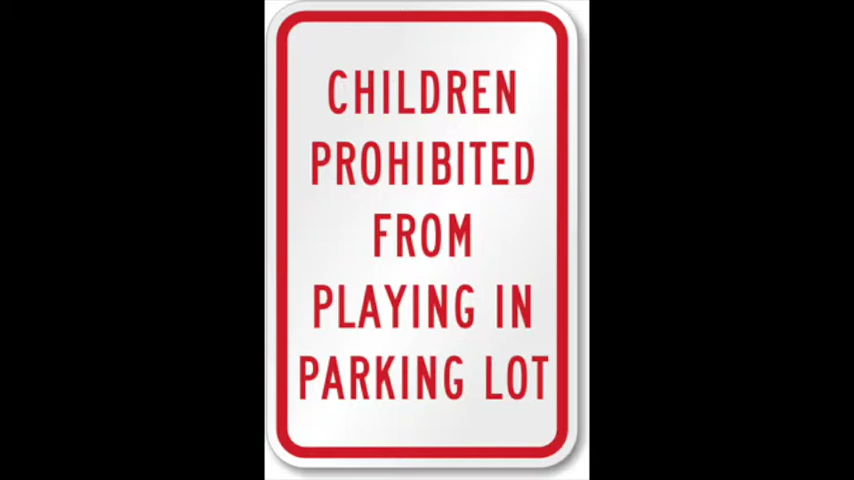 CHILDREN
PROHIBITED
FROM
PLAYING IN
PARKING LOT